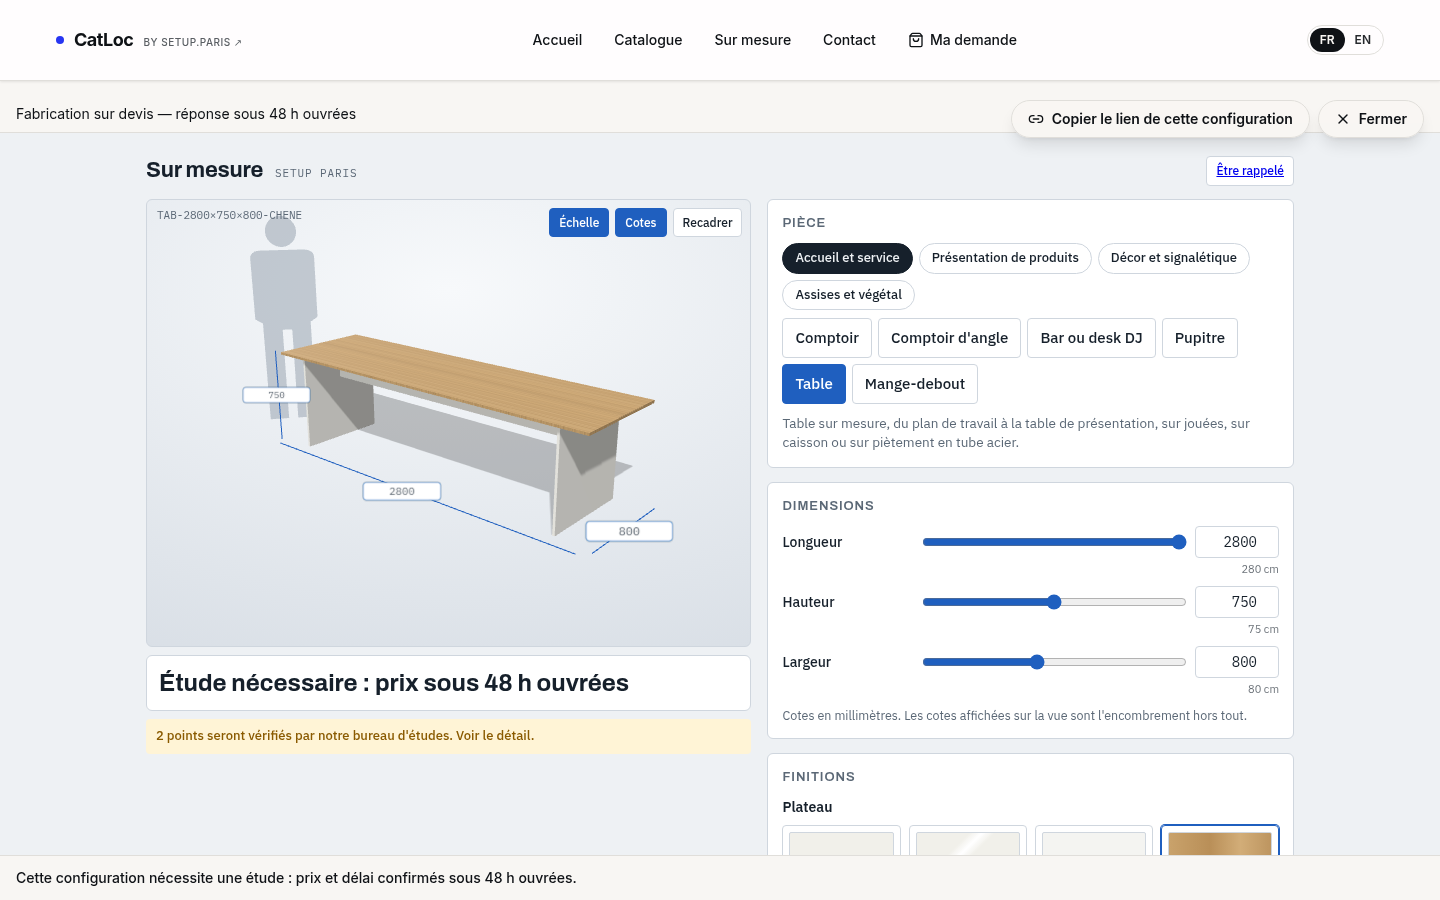 CatLoc BY SETUP.PARIS ↗
Accueil
Catalogue
Sur mesure
Contact
Ma demande
FR
EN
Fabrication sur devis — réponse sous 48 h ouvrées
Copier le lien de cette configuration
Fermer
Sur mesure SETUP PARIS
Être rappelé
TAB-2800×750×800-CHENE
Échelle
Cotes
Recadrer
750
2800
800
Étude nécessaire : prix sous 48 h ouvrées
2 points seront vérifiés par notre bureau d'études. Voir le détail.
PIÈCE
Accueil et service
Présentation de produits
Décor et signalétique
Assises et végétal
Comptoir
Comptoir d'angle
Bar ou desk DJ
Pupitre
Table
Mange-debout
Table sur mesure, du plan de travail à la table de présentation, sur jouées, sur
caisson ou sur piètement en tube acier.
DIMENSIONS
Longueur
2800
280 cm
Hauteur
750
75 cm
Largeur
800
80 cm
Cotes en millimètres. Les cotes affichées sur la vue sont l'encombrement hors tout.
FINITIONS
Plateau
Cette configuration nécessite une étude : prix et délai confirmés sous 48 h ouvrées.